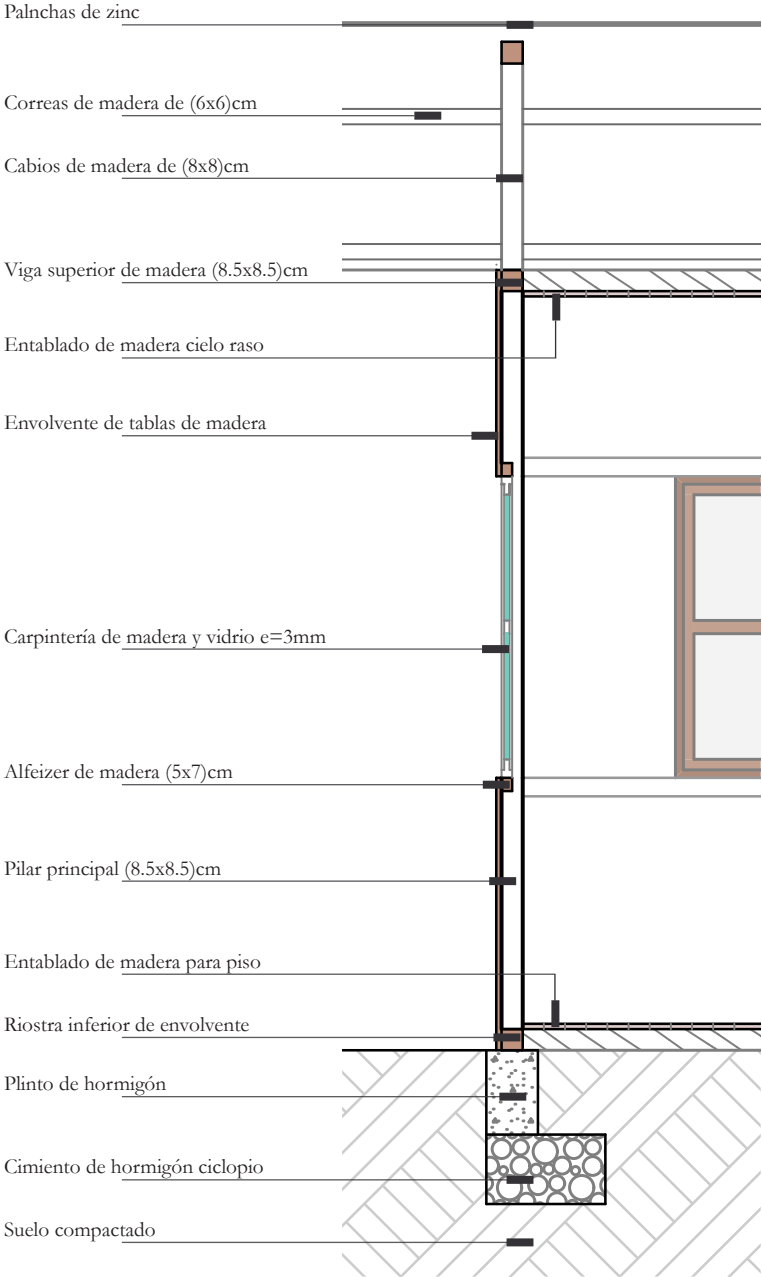 Palnchas de zinc
Correas de madera de (6x6)cm
Cabios de madera de (8x8)cm
Viga superior de madera (8.5x8.5)cm
Entablado de madera cielo raso
Envolvente de tablas de madera
Carpintería de madera y vidrio e=3mm
Alfeizer de madera (5x7)cm
Pilar principal (8.5x8.5)cm
Entablado de madera para piso
Riostra inferior de envolvente
Plinto de hormigón
Cimiento de hormigón ciclopio
Suelo compactado